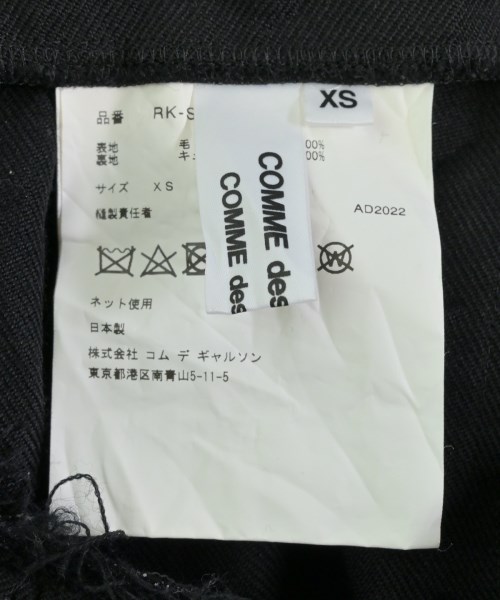 XS
品番 RK-S
表地 毛 00%
裏地 キュ 00%
サイズ XS
縫製責任者
AD2022
COMME des
COMME des
ネット使用
日本製
株式会社 コム デ ギャルソン
東京都港区南青山5-11-5